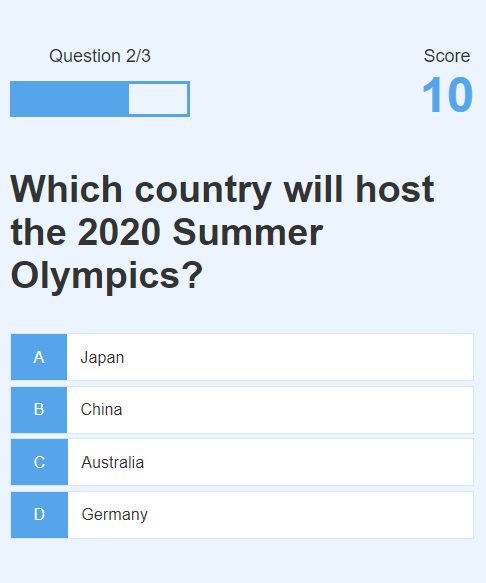 Question 2/3
Score
10
Which country will host
the 2020 Summer
Olympics?
A Japan
B China
C Australia
D Germany